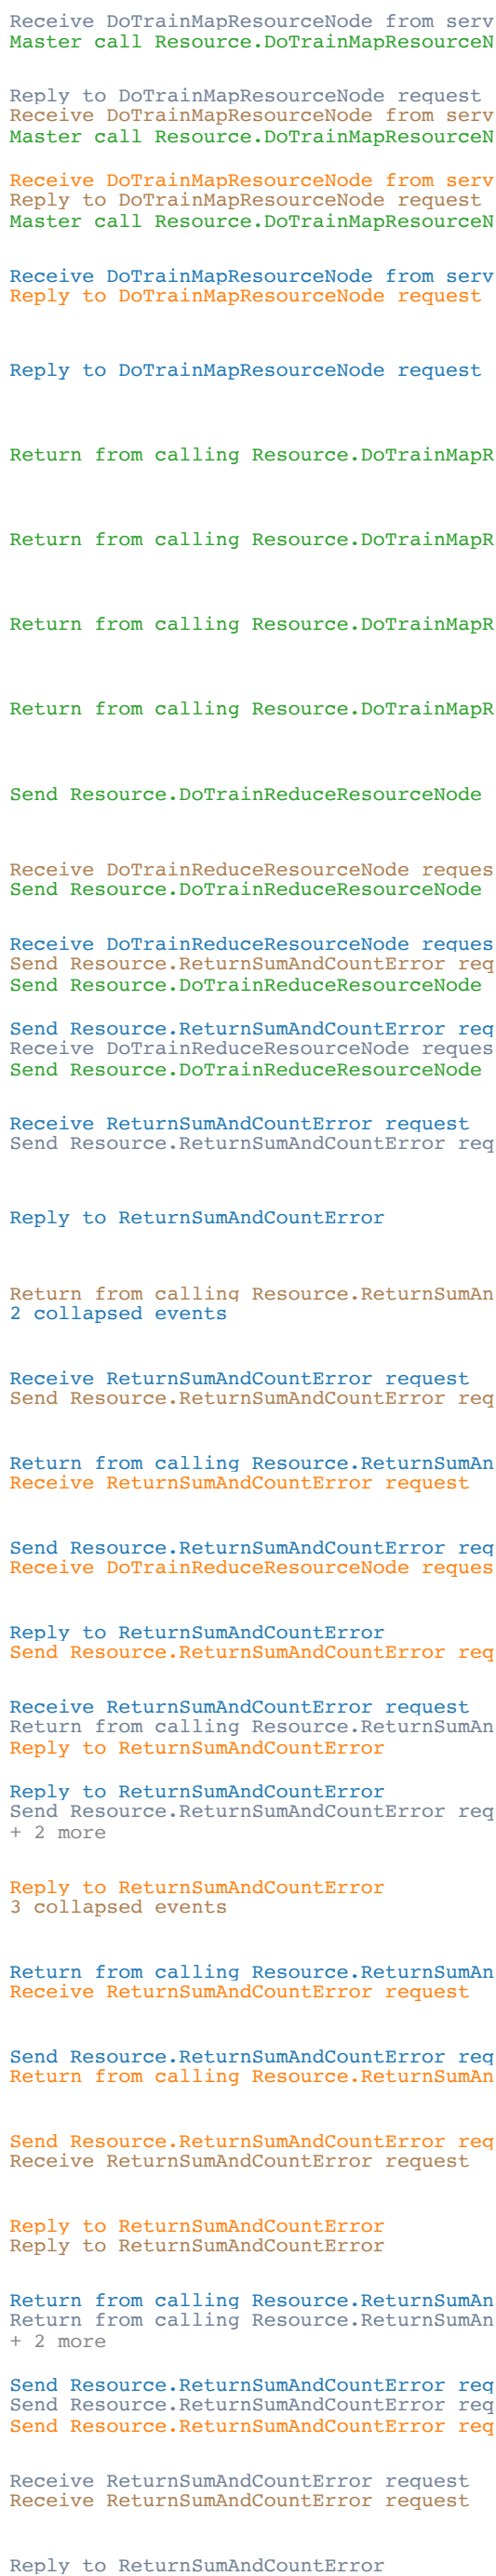 Receive DoTrainMapResourceNode from serv
Master call Resource.DoTrainMapResourceN
Reply to DoTrainMapResourceNode request
Receive DoTrainMapResourceNode from serv
Master call Resource.DoTrainMapResourceN
Receive DoTrainMapResourceNode from serv
Reply to DoTrainMapResourceNode request
Master call Resource.DoTrainMapResourceN
Receive DoTrainMapResourceNode from serv
Reply to DoTrainMapResourceNode request
Reply to DoTrainMapResourceNode request
Return from calling Resource.DoTrainMapR
Return from calling Resource.DoTrainMapR
Return from calling Resource.DoTrainMapR
Return from calling Resource.DoTrainMapR
Send Resource.DoTrainReduceResourceNode
Receive DoTrainReduceResourceNode reques
Send Resource.DoTrainReduceResourceNode
Receive DoTrainReduceResourceNode reques
Send Resource.ReturnSumAndCountError req
Send Resource.DoTrainReduceResourceNode
Send Resource.ReturnSumAndCountError req
Receive DoTrainReduceResourceNode reques
Send Resource.DoTrainReduceResourceNode
Receive ReturnSumAndCountError request
Send Resource.ReturnSumAndCountError req
Reply to ReturnSumAndCountError
Return from calling Resource.ReturnSumAn
2 collapsed events
Receive ReturnSumAndCountError request
Send Resource.ReturnSumAndCountError req
Return from calling Resource.ReturnSumAn
Receive ReturnSumAndCountError request
Send Resource.ReturnSumAndCountError req
Receive DoTrainReduceResourceNode reques
Reply to ReturnSumAndCountError
Send Resource.ReturnSumAndCountError req
Receive ReturnSumAndCountError request
Return from calling Resource.ReturnSumAn
Reply to ReturnSumAndCountError
Reply to ReturnSumAndCountError
Send Resource.ReturnSumAndCountError req
+ 2 more
Reply to ReturnSumAndCountError
3 collapsed events
Return from calling Resource.ReturnSumAn
Receive ReturnSumAndCountError request
Send Resource.ReturnSumAndCountError req
Return from calling Resource.ReturnSumAn
Send Resource.ReturnSumAndCountError req
Receive ReturnSumAndCountError request
Reply to ReturnSumAndCountError
Reply to ReturnSumAndCountError
Return from calling Resource.ReturnSumAn
Return from calling Resource.ReturnSumAn
+ 2 more
Send Resource.ReturnSumAndCountError req
Send Resource.ReturnSumAndCountError req
Send Resource.ReturnSumAndCountError req
Receive ReturnSumAndCountError request
Receive ReturnSumAndCountError request
Reply to ReturnSumAndCountError